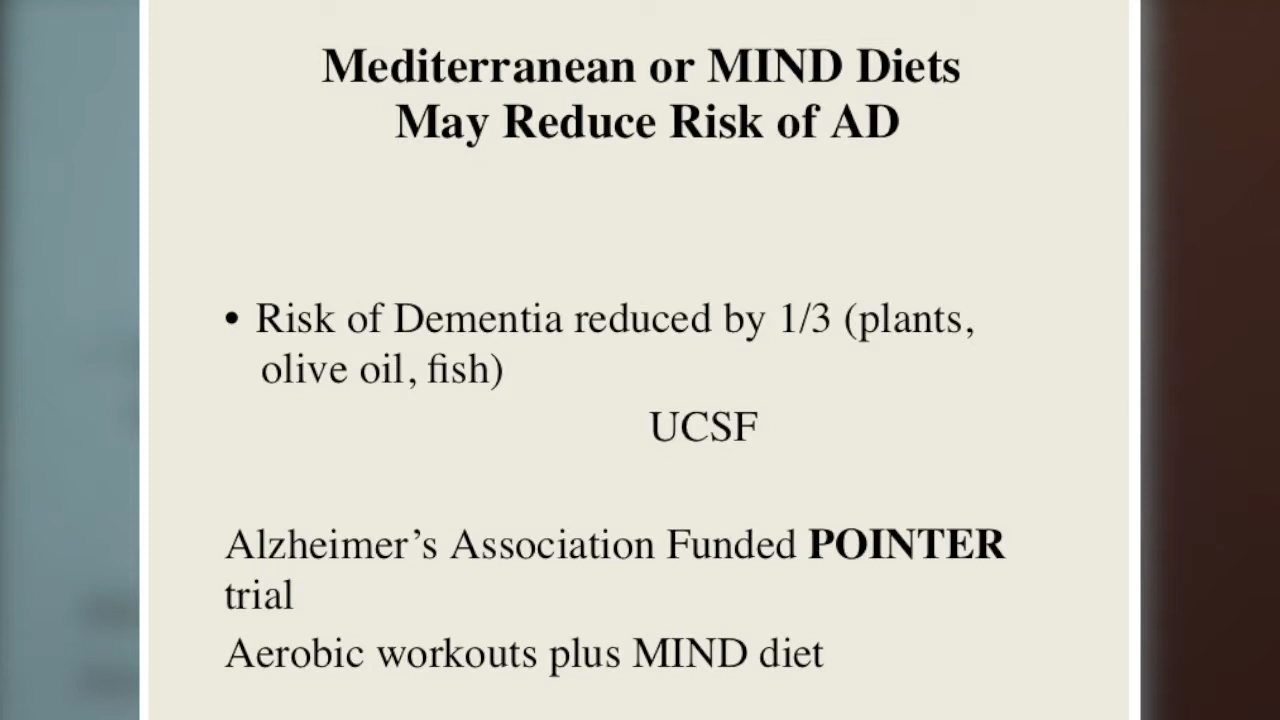 Mediterranean or MIND Diets
May Reduce Risk of AD
• Risk of Dementia reduced by 1/3 (plants,
olive oil, fish)
UCSF
Alzheimer’s Association Funded POINTER
trial
Aerobic workouts plus MIND diet